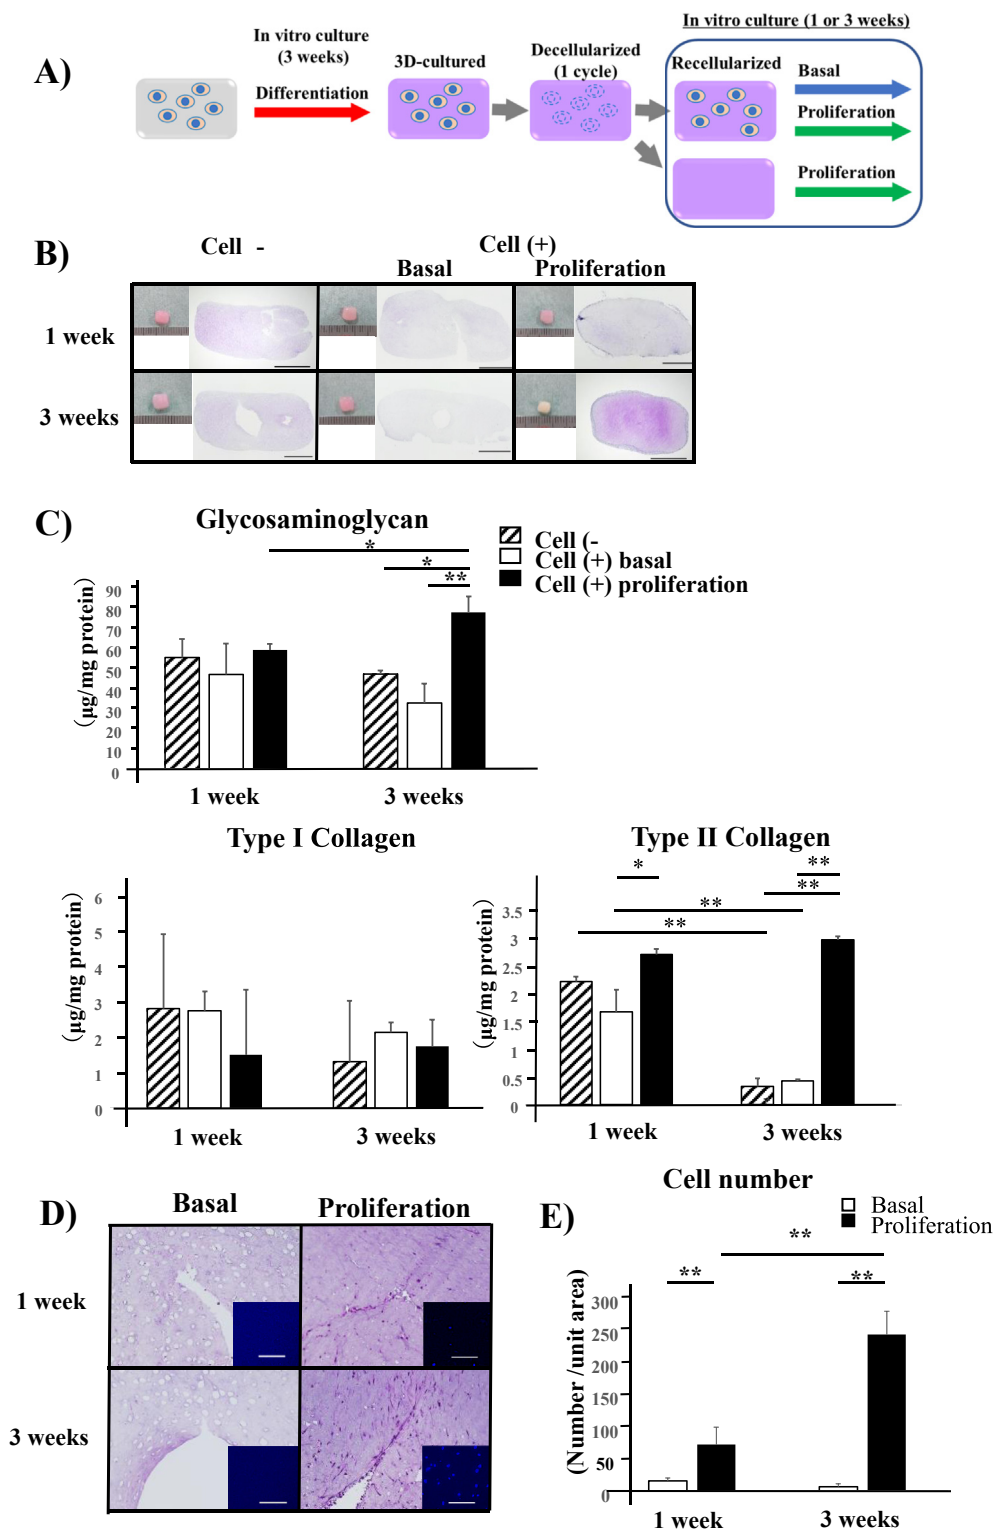 A)
In vitro culture
(3 weeks)
Differentiation
3D-cultured
Decellularized
(1 cycle)
In vitro culture (1 or 3 weeks)
Recellularized
Basal
Proliferation
Proliferation
B)
Cell -
Cell (+)
Basal
Proliferation
1 week
3 weeks
C)
Glycosaminoglycan
Cell (-
Cell (+) basal
Cell (+) proliferation
*
*
**
(μg/mg protein)
90
80
70
60
50
40
30
20
10
0
1 week
3 weeks
Type I Collagen
(μg/mg protein)
6
5
4
3
2
1
0
1 week
3 weeks
Type II Collagen
*
**
**
**
**
(μg/mg protein)
3.5
3
2.5
2
1.5
1
0.5
0
1 week
3 weeks
D)
Basal
Proliferation
1 week
3 weeks
E)
Cell number
Basal
Proliferation
**
**
**
(Number /unit area)
300
250
200
150
100
50
0
1 week
3 weeks